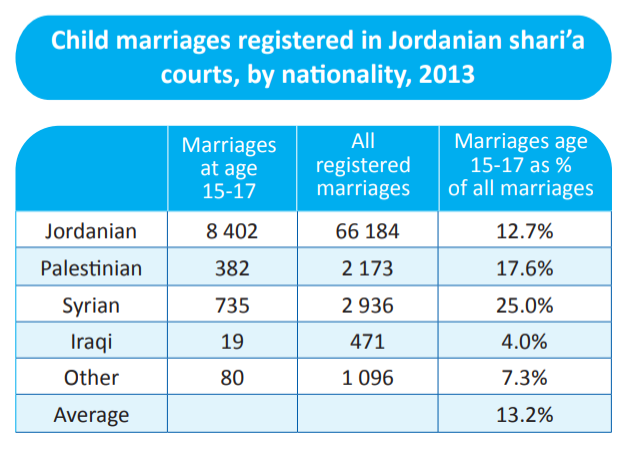 Child marriages registered in Jordanian shari’a
courts, by nationality, 2013
Marriages at age 15-17 All registered marriages Marriages age 15-17 as % of all marriages
Jordanian 8 402 66 184 12.7%
Palestinian 382 2 173 17.6%
Syrian 735 2 936 25.0%
Iraqi 19 471 4.0%
Other 80 1 096 7.3%
Average 13.2%